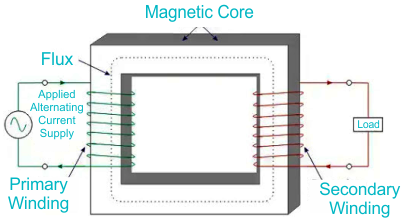 Magnetic Core
Flux
Applied
Alternating
Current
Supply
Load
Primary
Winding
Secondary
Winding